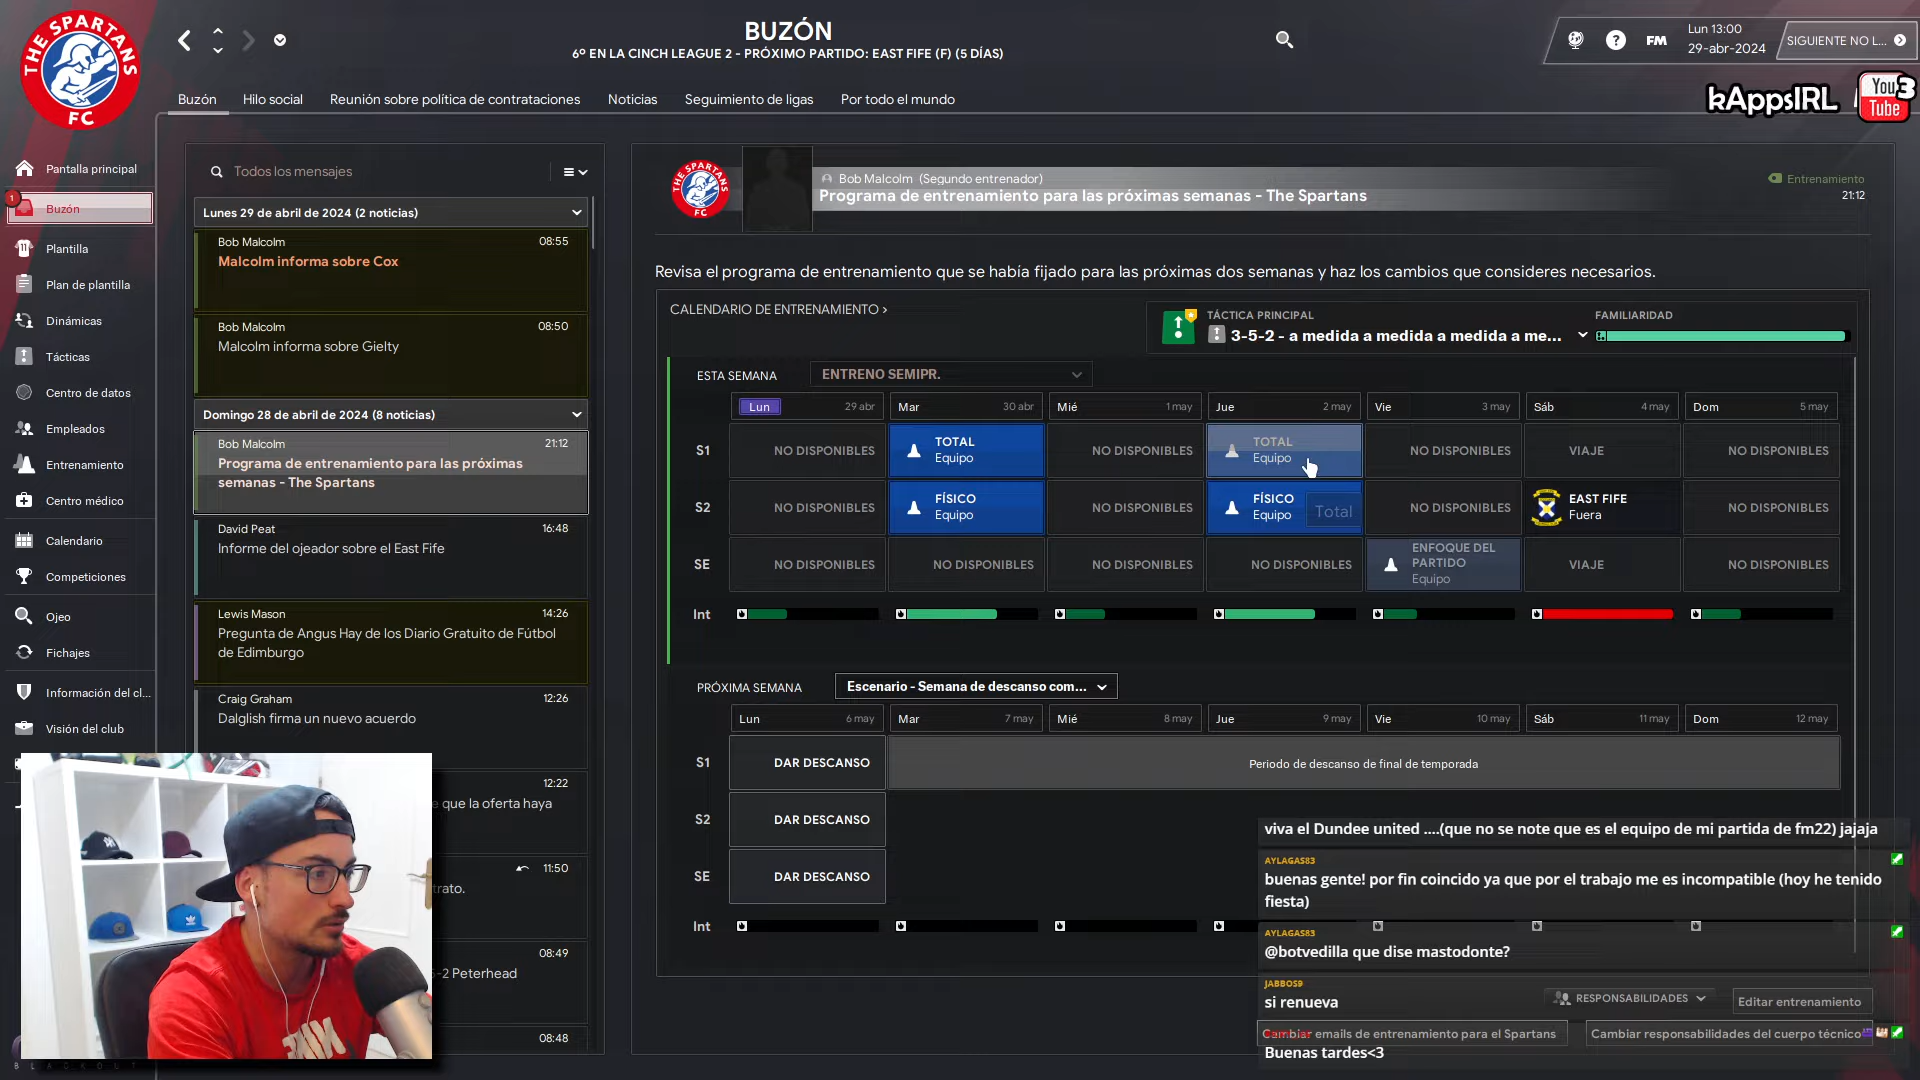 THE SPARTANS
FC
BUZÓN
6º EN LA CINCH LEAGUE 2 - PRÓXIMO PARTIDO: EAST FIFE (F) (5 DÍAS)
FM
Lun 13:00
29-abr-2024
SIGUIENTE NO L...
Buzón
Hilo social
Reunión sobre política de contrataciones
Noticias
Seguimiento de ligas
Por todo el mundo
kAppsIRL
You Tube
3
Pantalla principal
1
Buzón
Plantilla
Plan de plantilla
Dinámicas
Tácticas
Centro de datos
Empleados
Entrenamiento
Centro médico
Calendario
Competiciones
Ojeo
Fichajes
Información del cl...
Visión del club
Todos los mensajes
Lunes 29 de abril de 2024 (2 noticias)
Bob Malcolm 08:55
Malcolm informa sobre Cox
Bob Malcolm 08:50
Malcolm informa sobre Gielty
Domingo 28 de abril de 2024 (8 noticias)
Bob Malcolm 21:12
Programa de entrenamiento para las próximas
semanas - The Spartans
David Peat 16:48
Informe del ojeador sobre el East Fife
Lewis Mason 14:26
Pregunta de Angus Hay de los Diario Gratuito de Fútbol
de Edimburgo
Craig Graham 12:26
Dalglish firma un nuevo acuerdo
12:22
e que la oferta haya
11:50
trato.
08:49
-2 Peterhead
08:48
THE SPARTANS
FC
Bob Malcolm (Segundo entrenador)
Programa de entrenamiento para las próximas semanas - The Spartans
Entrenamiento
21:12
Revisa el programa de entrenamiento que se había fijado para las próximas dos semanas y haz los cambios que consideres necesarios.
CALENDARIO DE ENTRENAMIENTO >
TÁCTICA PRINCIPAL
3-5-2 - a medida a medida a medida a me...
FAMILIARIDAD
ESTA SEMANA
ENTRENO SEMIPR.
Lun 29 abr Mar 30 abr Mié 1 may Jue 2 may Vie 3 may Sáb 4 may Dom 5 may
S1 NO DISPONIBLES TOTAL Equipo NO DISPONIBLES TOTAL Equipo NO DISPONIBLES VIAJE NO DISPONIBLES
S2 NO DISPONIBLES FÍSICO Equipo NO DISPONIBLES FÍSICO Equipo Total NO DISPONIBLES EAST FIFE Fuera NO DISPONIBLES
SE NO DISPONIBLES NO DISPONIBLES NO DISPONIBLES NO DISPONIBLES ENFOQUE DEL PARTIDO Equipo VIAJE NO DISPONIBLES
Int
PRÓXIMA SEMANA
Escenario - Semana de descanso com...
Lun 6 may Mar 7 may Mié 8 may Jue 9 may Vie 10 may Sáb 11 may Dom 12 may
S1 DAR DESCANSO Periodo de descanso de final de temporada
S2 DAR DESCANSO
SE DAR DESCANSO
Int
viva el Dundee united ....(que no se note que es el equipo de mi partida de fm22) jajaja
AYLAGAS83
buenas gente! por fin coincido ya que por el trabajo me es incompatible (hoy he tenido
fiesta)
AYLAGAS83
@botvedilla que dise mastodonte?
JABBOS9
si renueva
RESPONSABILIDADES
Editar entrenamiento
Cambiar emails de entrenamiento para el Spartans
Cambiar responsabilidades del cuerpo técnico
Buenas tardes<3
NIKE
BLACKOUT